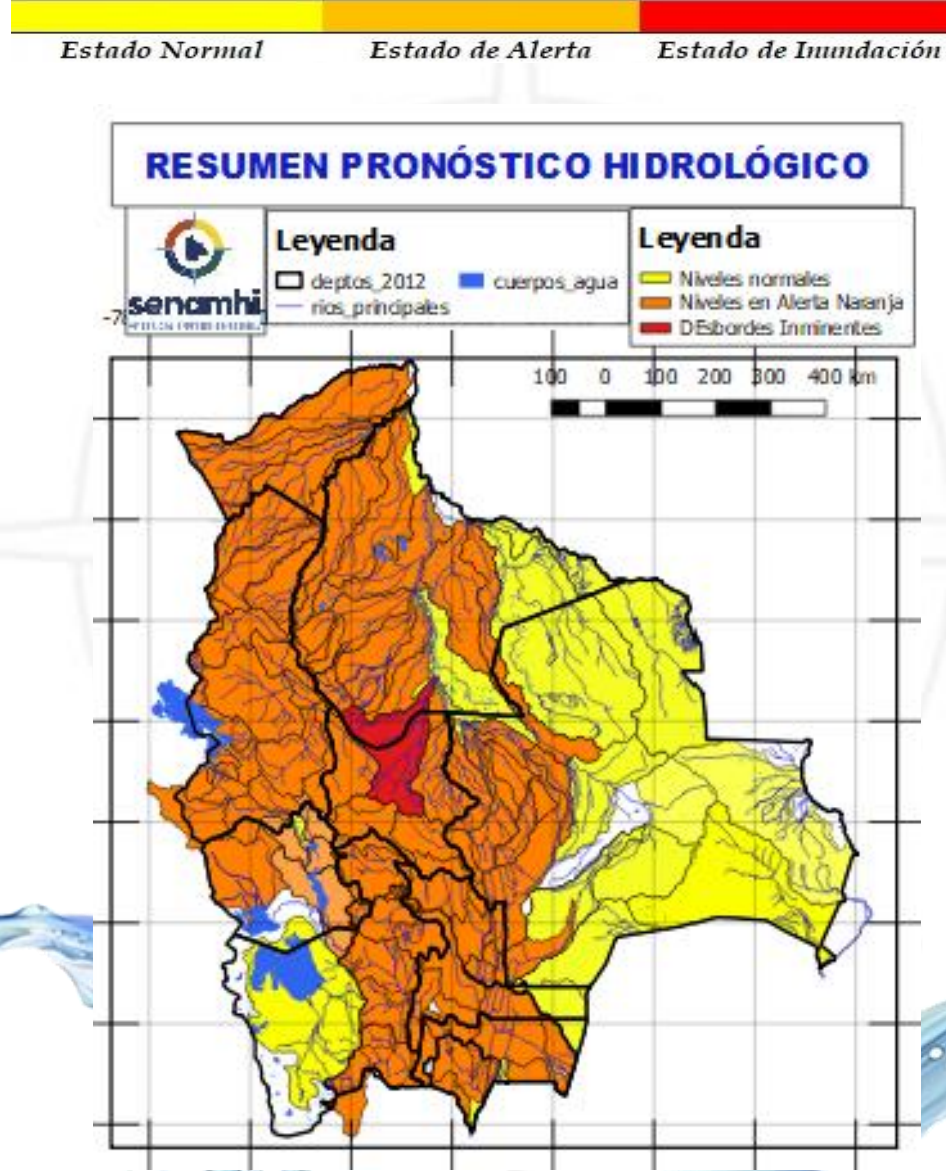 Estado Normal Estado de Alerta Estado de Inundación
RESUMEN PRONÓSTICO HIDROLÓGICO
senamhi
Leyenda
deptos_2012 cuerpos_agua
rios_principales
Leyenda
Niveles normales
Niveles en Alerta Naranja
DEsbordes Inminentes
100 0 100 200 300 400 km